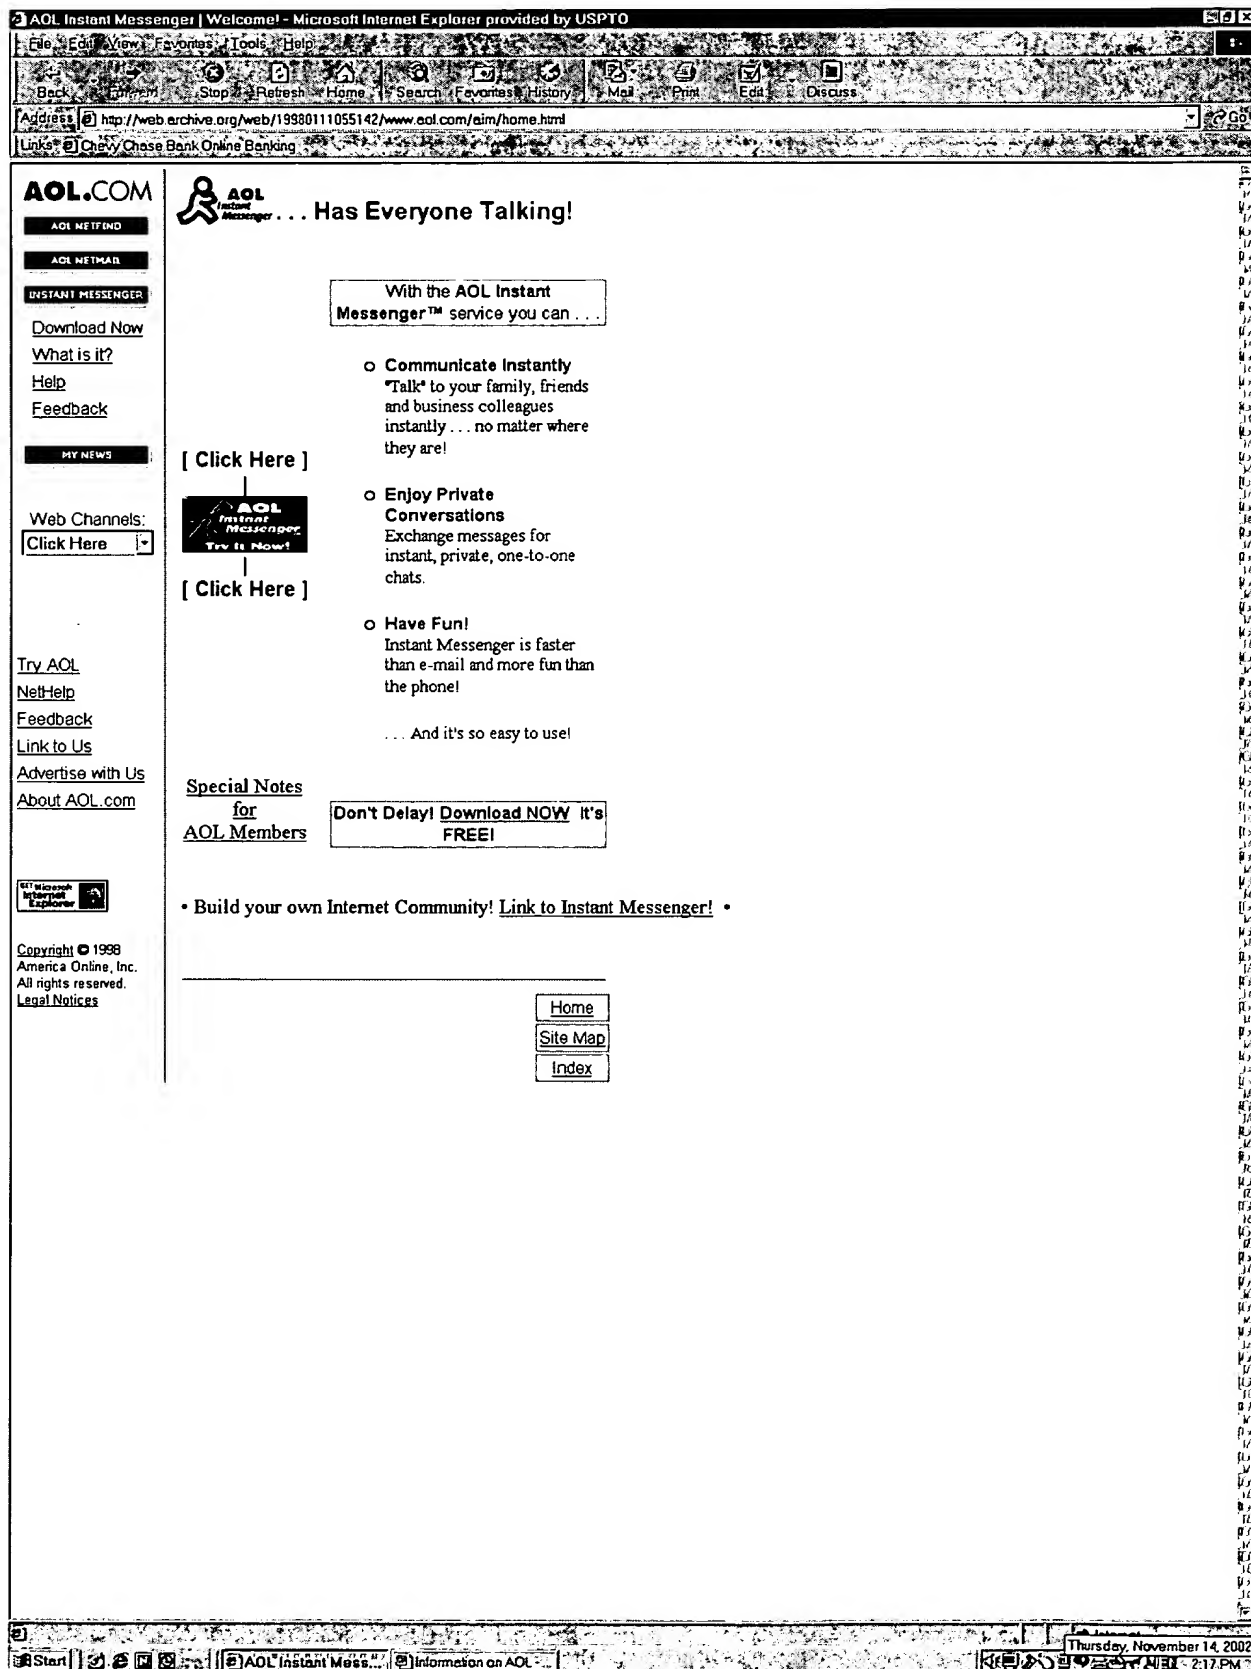 AOL Instant Messenger | Welcome! - Microsoft Internet Explorer provided by USPTO
File Edit View Favorites Tools Help
Back Forward Stop Refresh Home Search Favorites History Mail Print Edit Discuss
Address http://web.archive.org/web/19980111055142/www.aol.com/aim/home.html Go
Links Chevy Chase Bank Online Banking
AOL.COM
AOL NETFIND
AOL NETMAIL
INSTANT MESSENGER
Download Now
What is it?
Help
Feedback
MY NEWS
Web Channels:
Click Here
Try AOL
NetHelp
Feedback
Link to Us
Advertise with Us
About AOL.com
GET Microsoft
Internet
Explorer
Copyright © 1998
America Online, Inc.
All rights reserved.
Legal Notices
AOL
Instant
Messenger . . . Has Everyone Talking!
With the AOL Instant
Messenger™ service you can . . .
[ Click Here ]
AOL
Instant
Messenger
Try It Now!
[ Click Here ]
o Communicate Instantly
"Talk" to your family, friends
and business colleagues
instantly . . . no matter where
they are!
o Enjoy Private
Conversations
Exchange messages for
instant, private, one-to-one
chats.
o Have Fun!
Instant Messenger is faster
than e-mail and more fun than
the phone!
. . . And it's so easy to use!
Special Notes
for
AOL Members
Don't Delay! Download NOW It's
FREE!
• Build your own Internet Community! Link to Instant Messenger! •
Home
Site Map
Index
Start AOL Instant Mess... Information on AOL ...
Thursday, November 14, 2002
2:17 PM